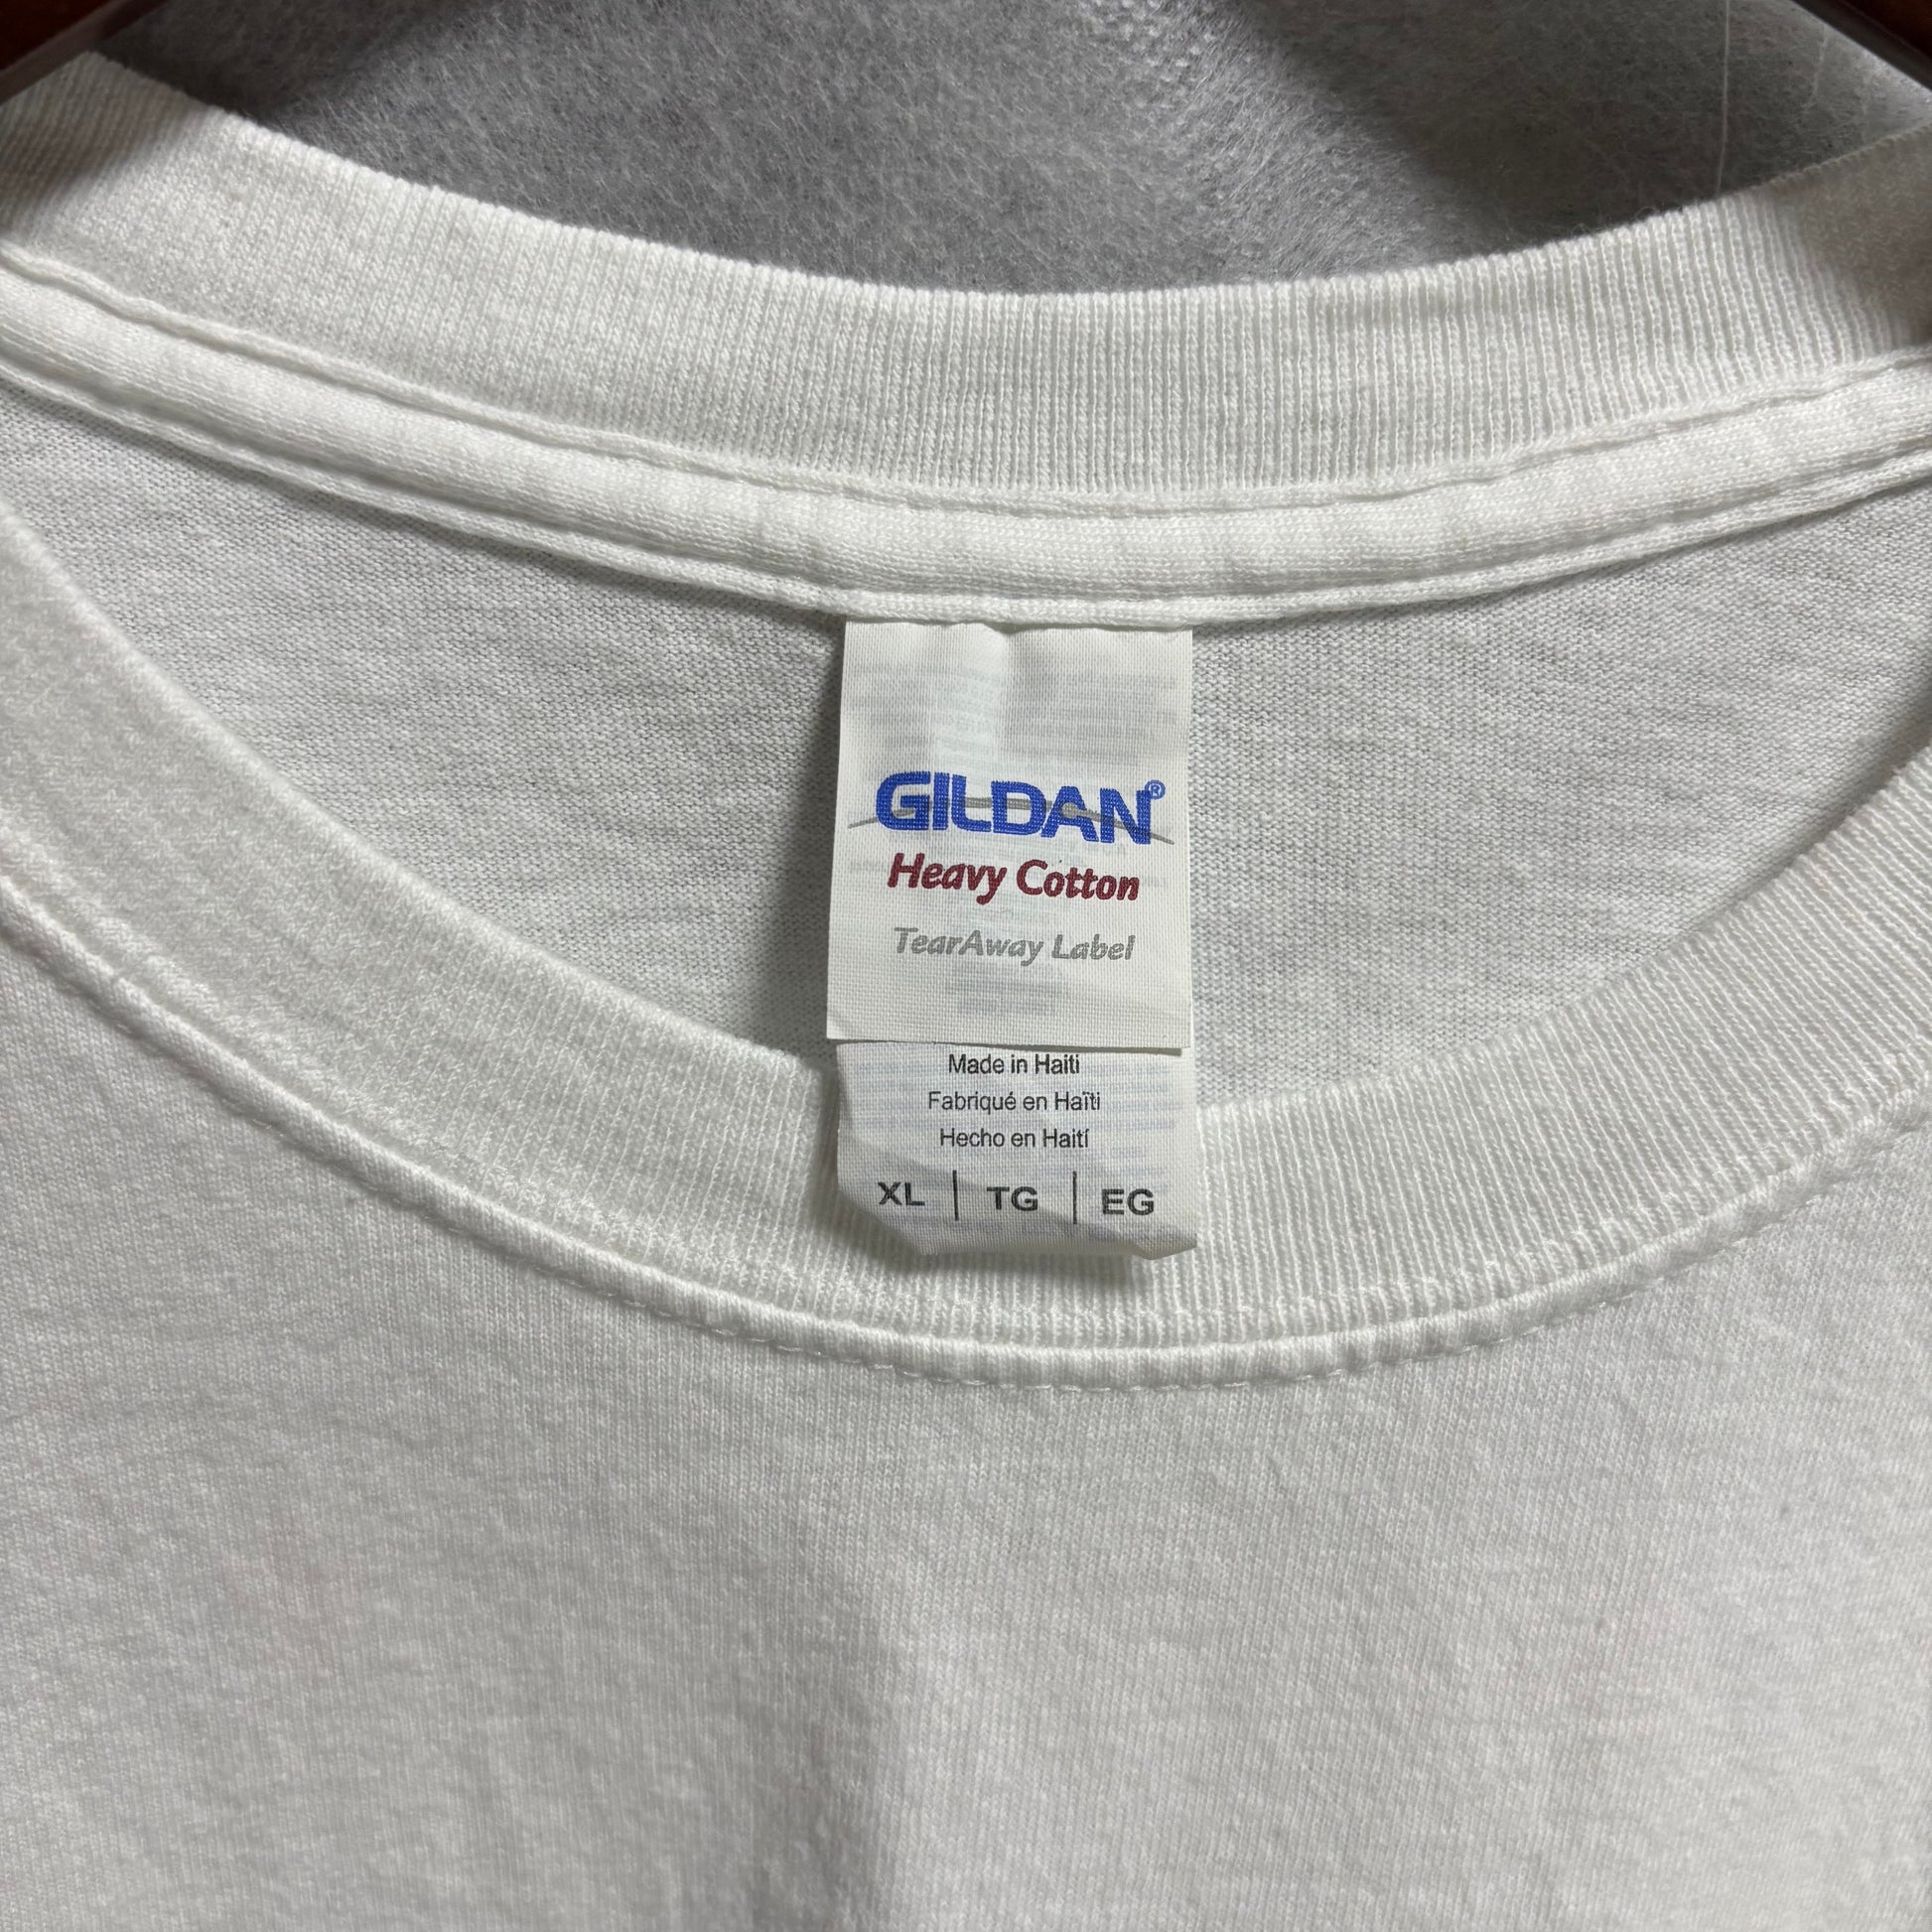 GILDAN®
Heavy Cotton
TearAway Label
Made in Haiti
Fabriqué en Haïti
Hecho en Haití
XL | TG | EG